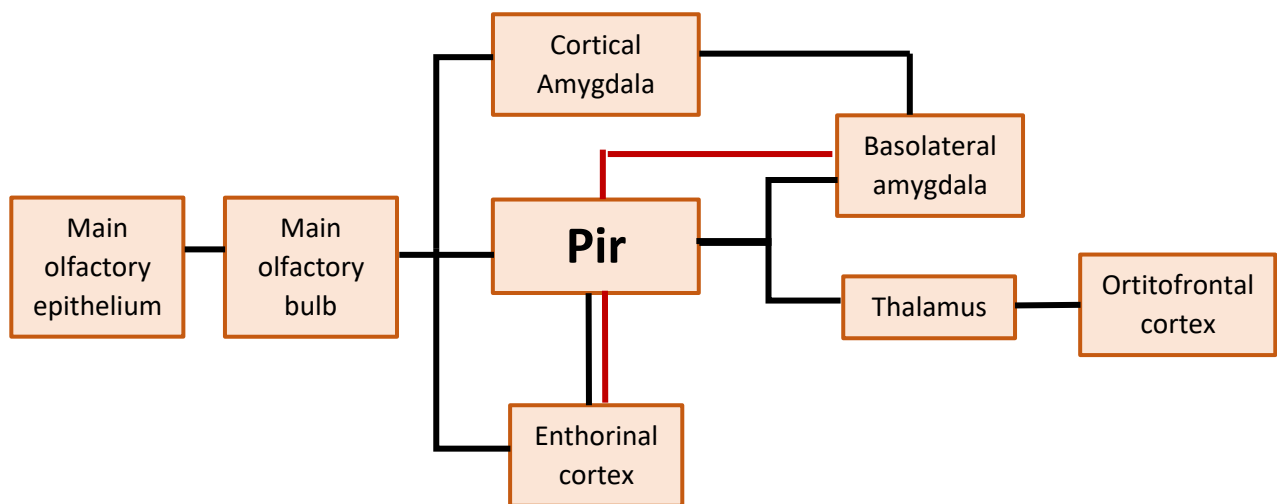 Cortical
Amygdala
Basolateral
amygdala
Main
olfactory
epithelium
Main
olfactory
bulb
Pir
Thalamus
Ortitofrontal
cortex
Enthorinal
cortex